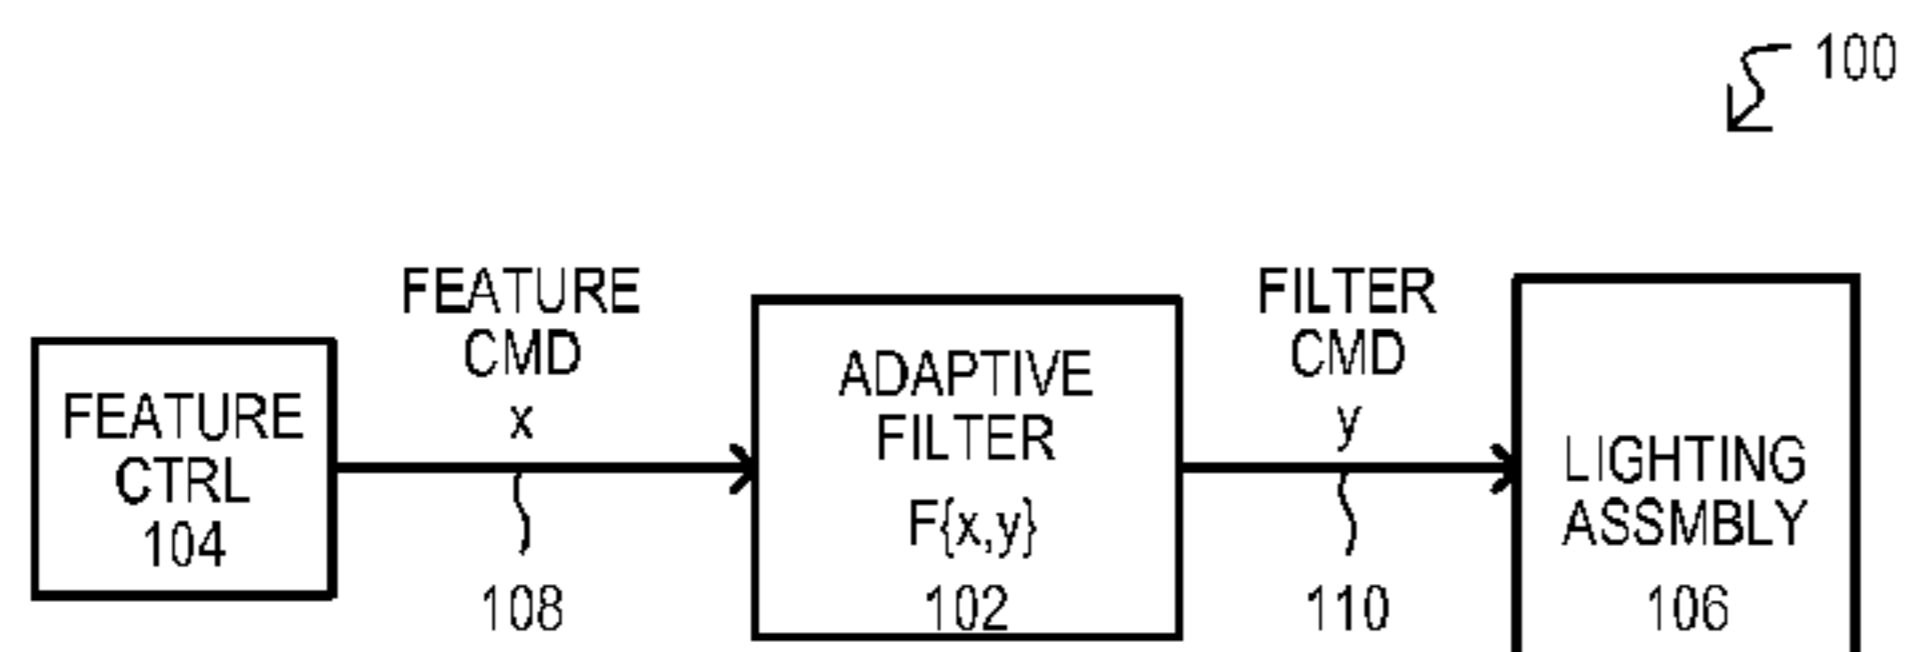 100
FEATURE
CTRL
104
FEATURE
CMD
x
108
ADAPTIVE
FILTER
F{x,y}
102
FILTER
CMD
y
110
LIGHTING
ASSMBLY
106